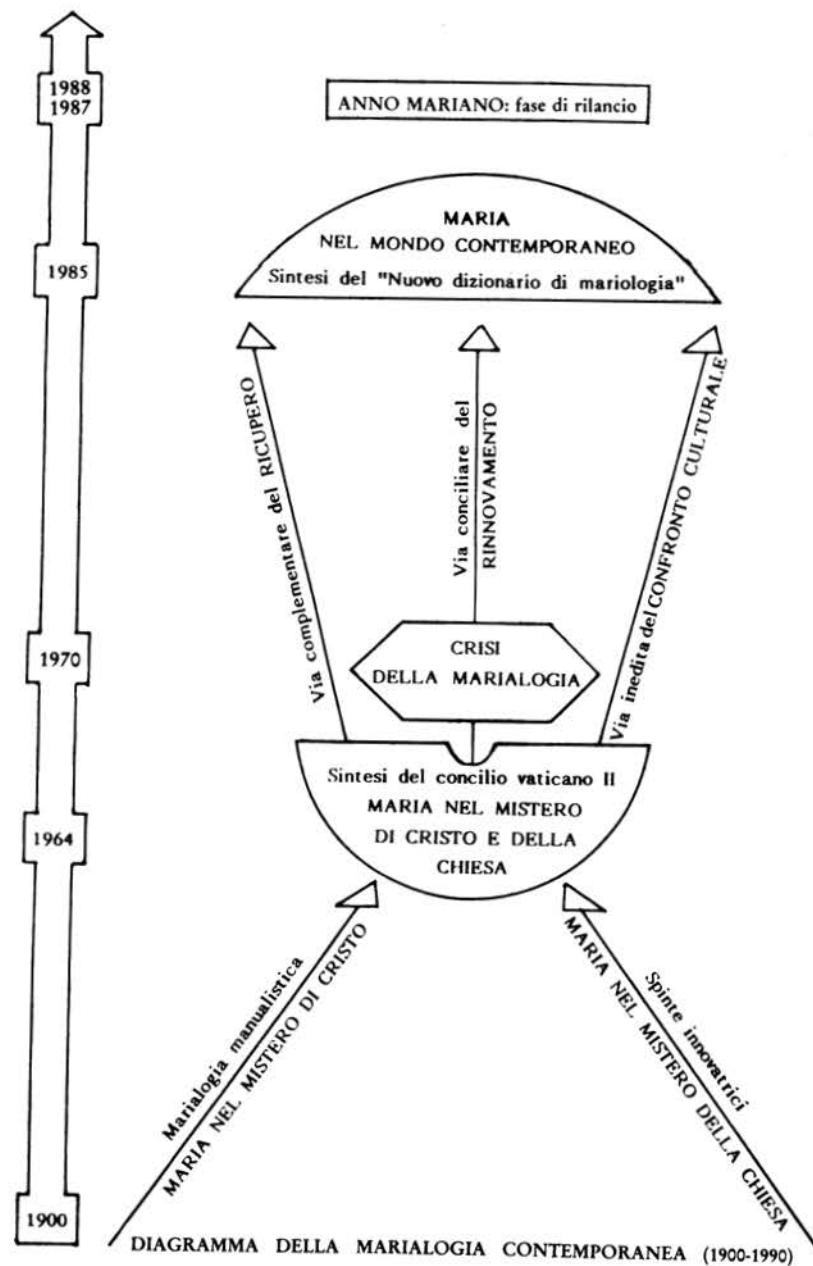 1988
1987
ANNO MARIANO: fase di rilancio
MARIA
NEL MONDO CONTEMPORANEO
Sintesi del "Nuovo dizionario di mariologia"
1985
Via complementare del RICUPERO
Via conciliare del
RINNOVAMENTO
Via inedita del CONFRONTO CULTURALE
1970
CRISI
DELLA MARIALOGIA
Sintesi del concilio vaticano II
MARIA NEL MISTERO
DI CRISTO E DELLA
CHIESA
1964
Marialogia manualistica
MARIA NEL MISTERO DI CRISTO
Spinte innovatrici
MARIA NEL MISTERO DELLA CHIESA
1900
DIAGRAMMA DELLA MARIALOGIA CONTEMPORANEA (1900-1990)